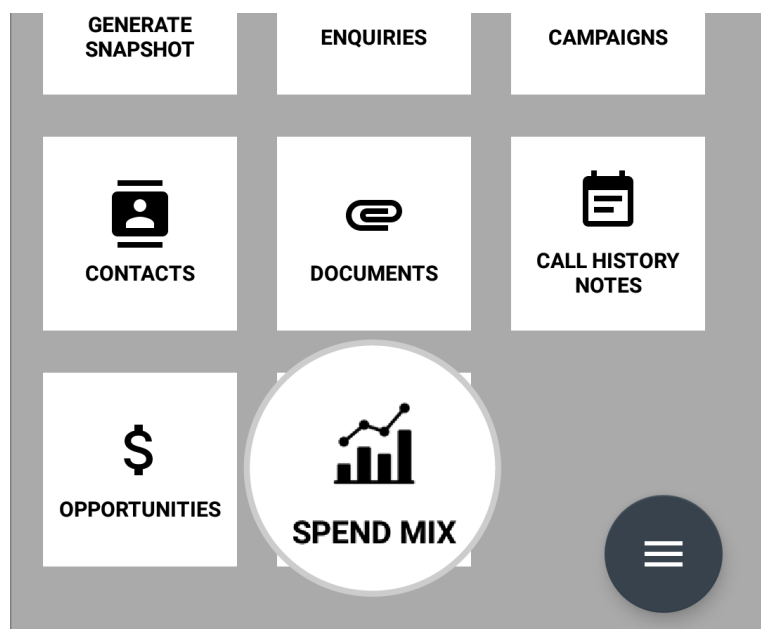 GENERATE
SNAPSHOT
ENQUIRIES
CAMPAIGNS
CONTACTS
DOCUMENTS
CALL HISTORY
NOTES
OPPORTUNITIES
SPEND MIX